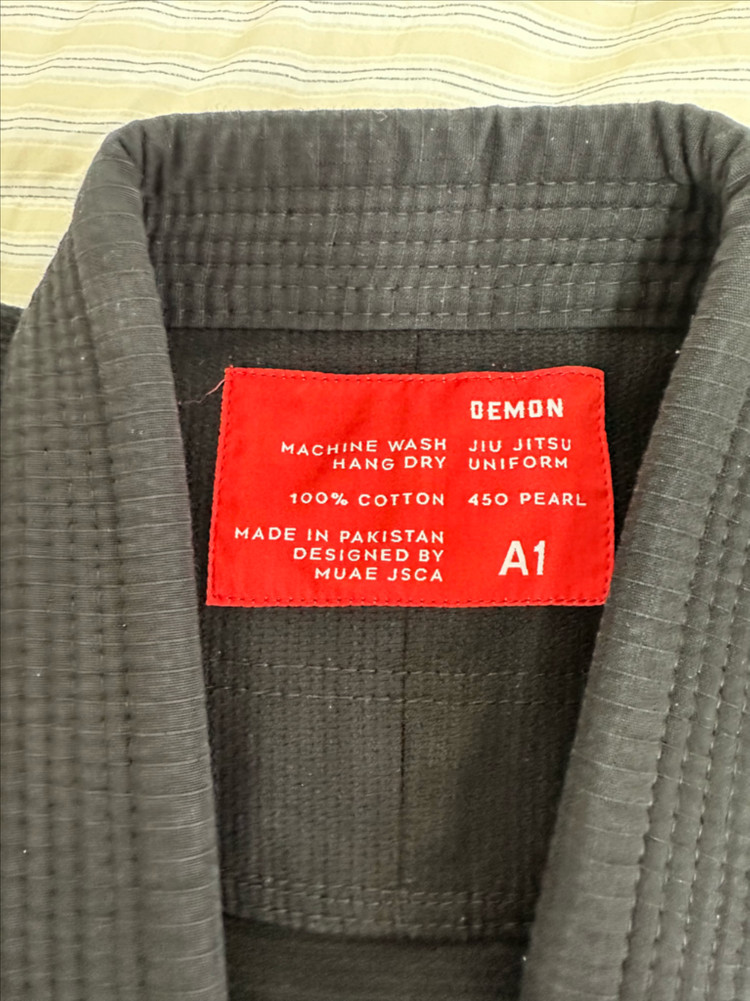 DEMON
MACHINE WASH JIU JITSU
HANG DRY UNIFORM
100% COTTON 450 PEARL
MADE IN PAKISTAN
DESIGNED BY
MUAE JSCA
A1